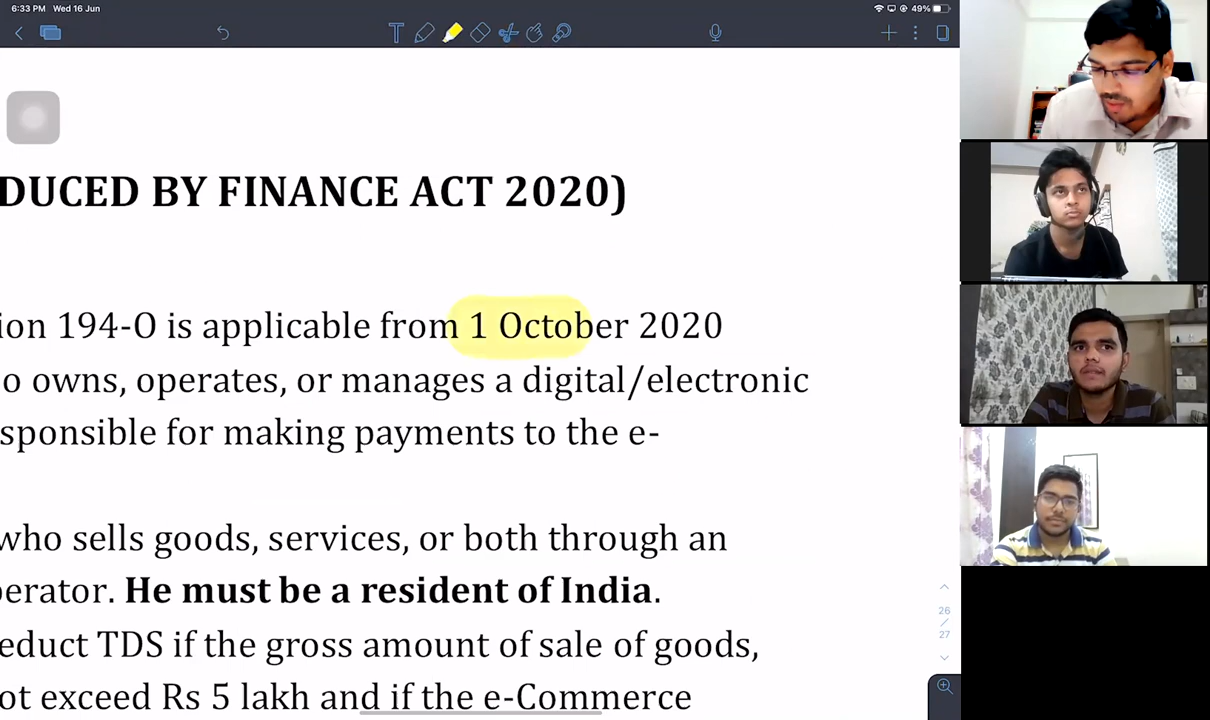 6:33 PM Wed 16 Jun
49%
DUCED BY FINANCE ACT 2020)
ion 194-O is applicable from 1 October 2020
o owns, operates, or manages a digital/electronic
sponsible for making payments to the e-
who sells goods, services, or both through an
perator. He must be a resident of India.
educt TDS if the gross amount of sale of goods,
ot exceed Rs 5 lakh and if the e-Commerce
26
/
27